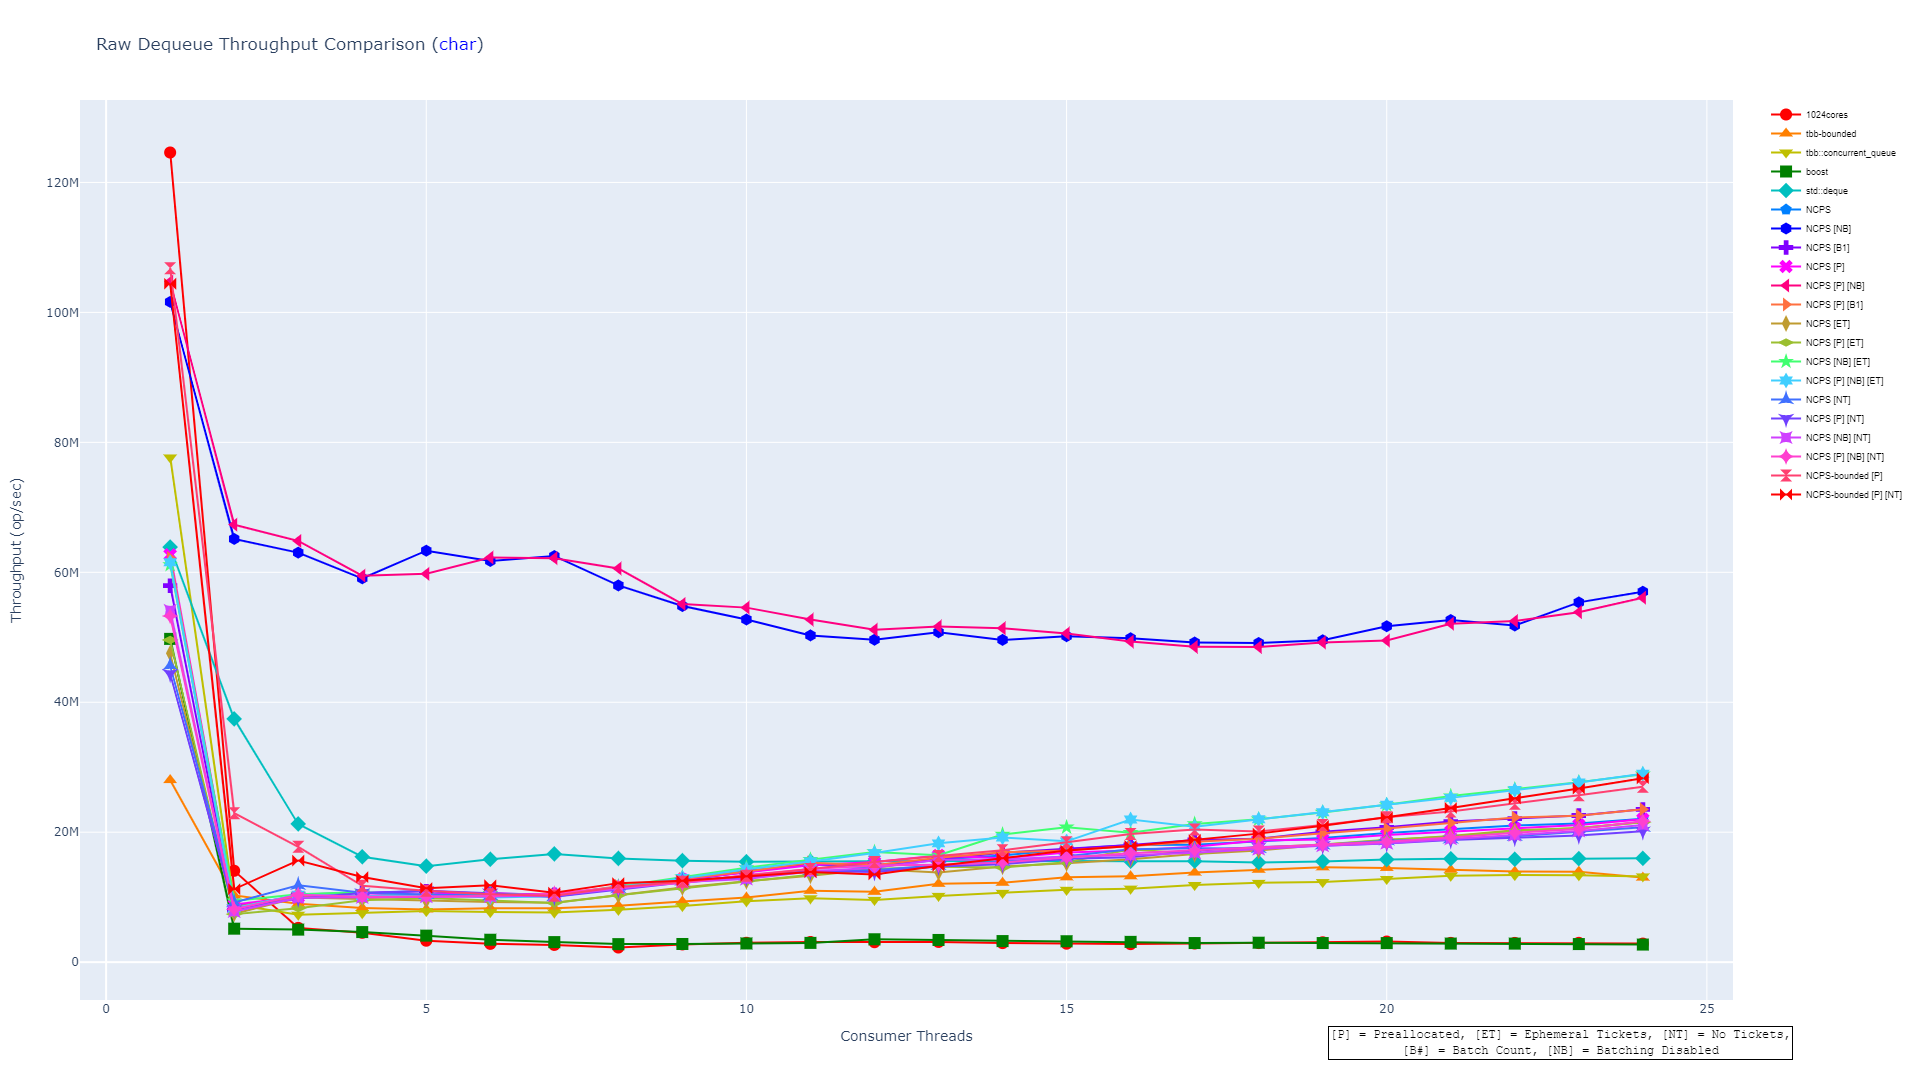 Raw Dequeue Throughput Comparison (char)
Throughput (op/sec)
120M
100M
80M
60M
40M
20M
0
0 5 10 15 20 25
Consumer Threads
1024cores
tbb-bounded
tbb::concurrent_queue
boost
std::deque
NCPS
NCPS [NB]
NCPS [B1]
NCPS [P]
NCPS [P] [NB]
NCPS [P] [B1]
NCPS [ET]
NCPS [P] [ET]
NCPS [NB] [ET]
NCPS [P] [NB] [ET]
NCPS [NT]
NCPS [P] [NT]
NCPS [NB] [NT]
NCPS [P] [NB] [NT]
NCPS-bounded [P]
NCPS-bounded [P] [NT]
[P] = Preallocated, [ET] = Ephemeral Tickets, [NT] = No Tickets,
[B#] = Batch Count, [NB] = Batching Disabled